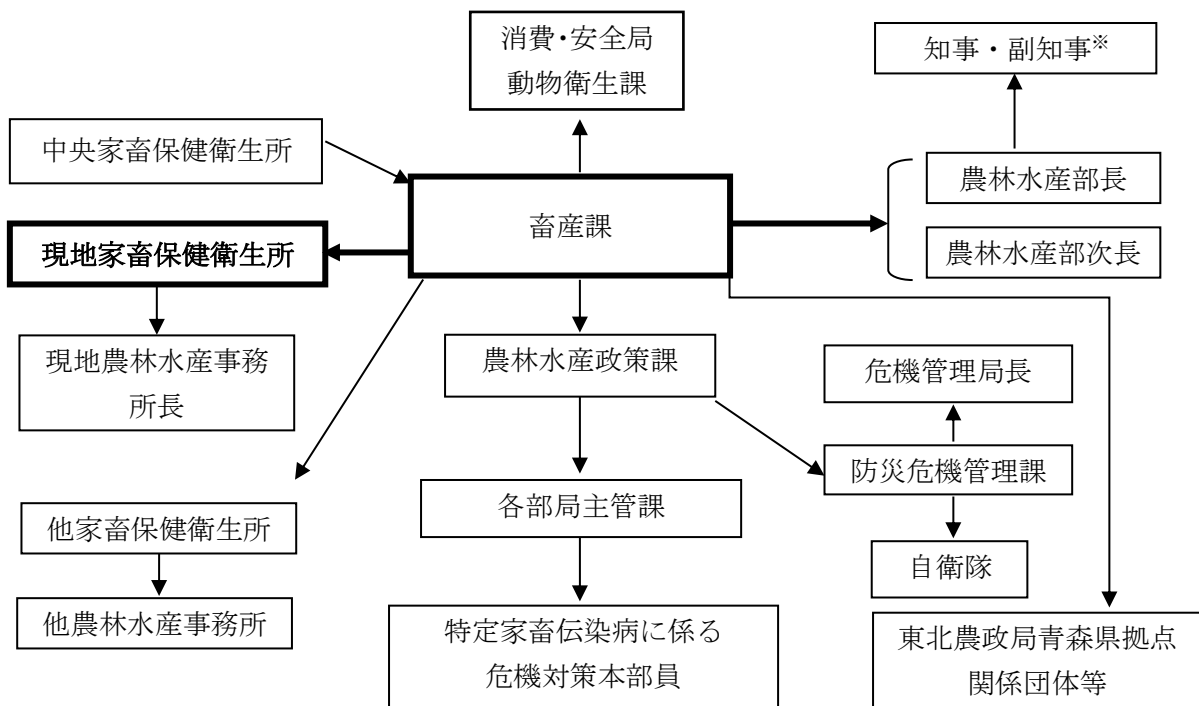 消費・安全局
動物衛生課
知事・副知事※
中央家畜保健衛生所
農林水産部長
畜産課
現地家畜保健衛生所
農林水産部次長
現地農林水産事務
所長
農林水産政策課
危機管理局長
防災危機管理課
各部局主管課
他家畜保健衛生所
自衛隊
他農林水産事務所
特定家畜伝染病に係る
危機対策本部員
東北農政局青森県拠点
関係団体等